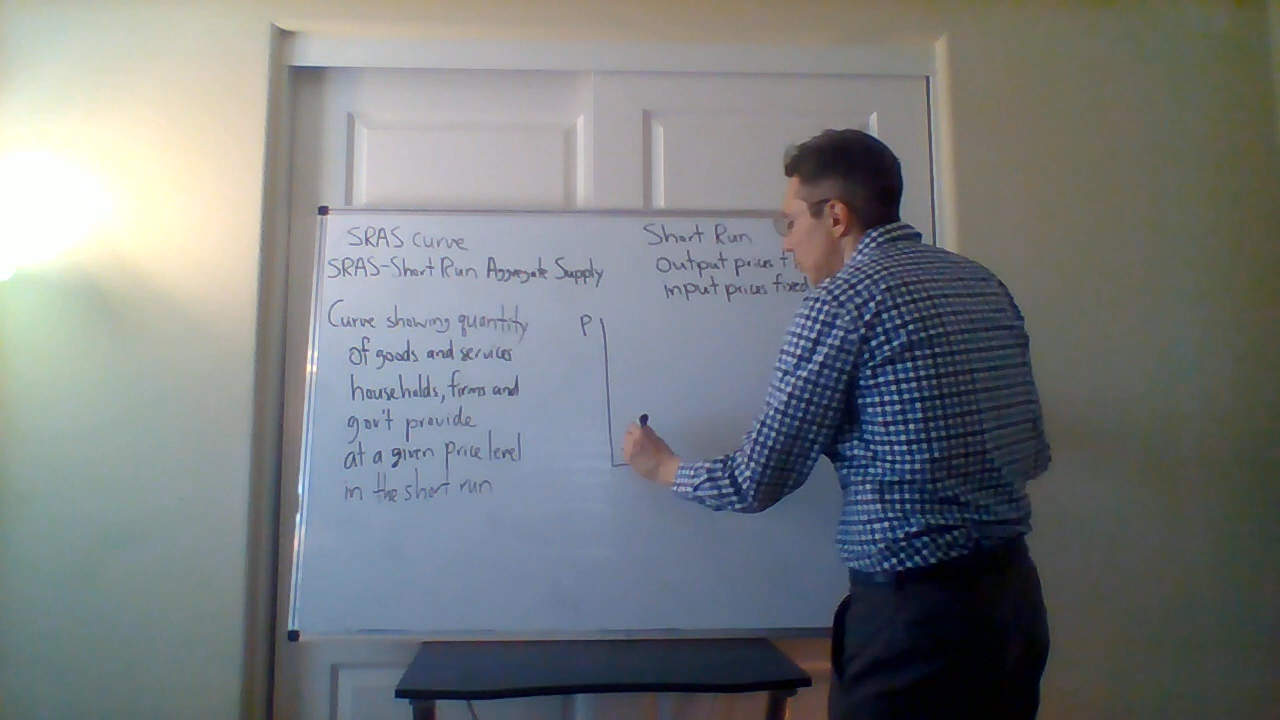 SRAS Curve
SRAS-Short Run Aggregate Supply
Curve showing quantity
of goods and services
households, firms and
gov't provide
at a given price level
in the short run
Short Run
Output prices
input prices fixed
P